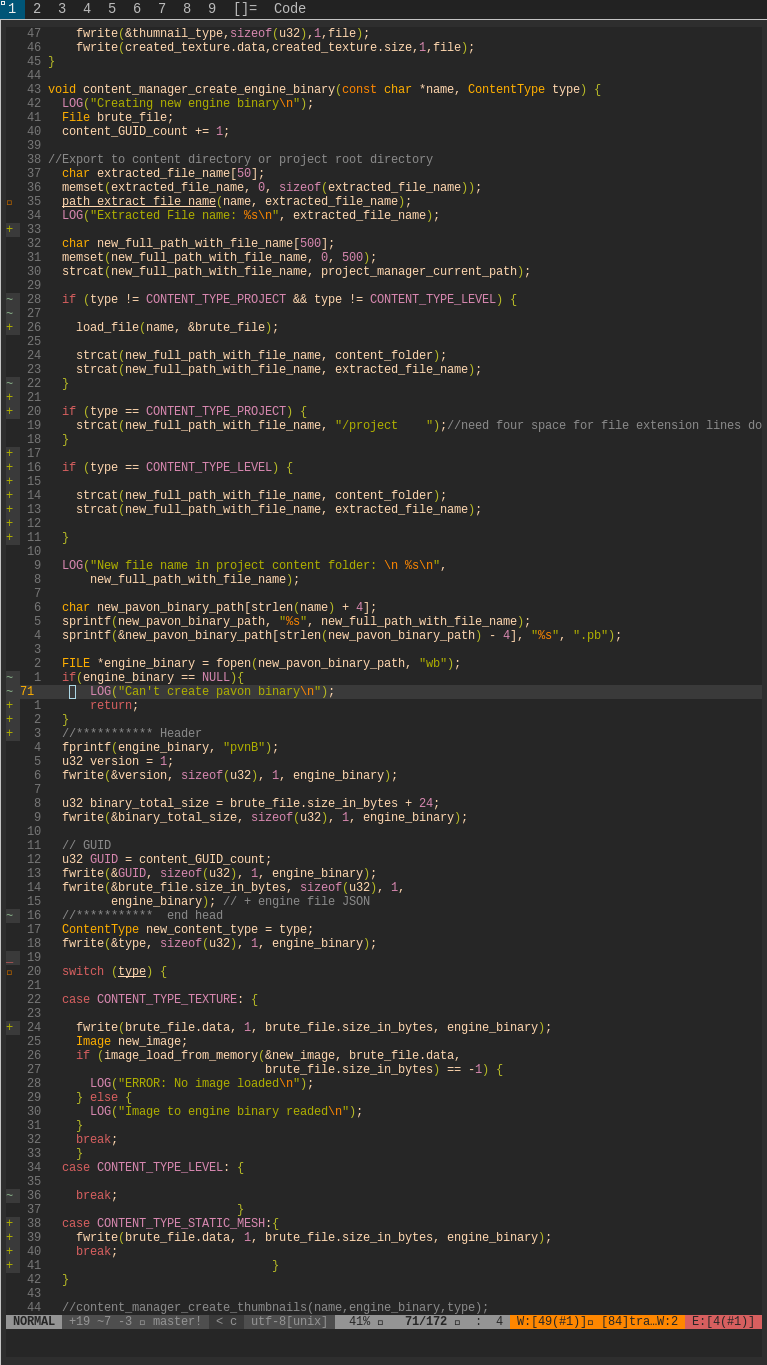 1 2 3 4 5 6 7 8 9 []= Code
47     fwrite(&thumnail_type,sizeof(u32),1,file);
46     fwrite(created_texture.data,created_texture.size,1,file);
45 }
44
43 void content_manager_create_engine_binary(const char *name, ContentType type) {
42   LOG("Creating new engine binary\n");
41   File brute_file;
40   content_GUID_count += 1;
39
38 //Export to content directory or project root directory
37   char extracted_file_name[50];
36   memset(extracted_file_name, 0, sizeof(extracted_file_name));
35   path_extract_file_name(name, extracted_file_name);
34   LOG("Extracted File name: %s\n", extracted_file_name);
+ 33
32   char new_full_path_with_file_name[500];
31   memset(new_full_path_with_file_name, 0, 500);
30   strcat(new_full_path_with_file_name, project_manager_current_path);
29
~ 28   if (type != CONTENT_TYPE_PROJECT && type != CONTENT_TYPE_LEVEL) {
~ 27
+ 26     load_file(name, &brute_file);
25
24     strcat(new_full_path_with_file_name, content_folder);
23     strcat(new_full_path_with_file_name, extracted_file_name);
~ 22   }
+ 21
+ 20   if (type == CONTENT_TYPE_PROJECT) {
19     strcat(new_full_path_with_file_name, "/project    ");//need four space for file extension lines do
18   }
+ 17
+ 16   if (type == CONTENT_TYPE_LEVEL) {
+ 15
+ 14     strcat(new_full_path_with_file_name, content_folder);
+ 13     strcat(new_full_path_with_file_name, extracted_file_name);
+ 12
+ 11   }
10
9   LOG("New file name in project content folder: \n %s\n",
8       new_full_path_with_file_name);
7
6   char new_pavon_binary_path[strlen(name) + 4];
5   sprintf(new_pavon_binary_path, "%s", new_full_path_with_file_name);
4   sprintf(&new_pavon_binary_path[strlen(new_pavon_binary_path) - 4], "%s", ".pb");
3
2   FILE *engine_binary = fopen(new_pavon_binary_path, "wb");
~ 1   if(engine_binary == NULL){
~ 71       LOG("Can't create pavon binary\n");
+ 1       return;
+ 2   }
+ 3   //*********** Header
4   fprintf(engine_binary, "pvnB");
5   u32 version = 1;
6   fwrite(&version, sizeof(u32), 1, engine_binary);
7
8   u32 binary_total_size = brute_file.size_in_bytes + 24;
9   fwrite(&binary_total_size, sizeof(u32), 1, engine_binary);
10
11   // GUID
12   u32 GUID = content_GUID_count;
13   fwrite(&GUID, sizeof(u32), 1, engine_binary);
14   fwrite(&brute_file.size_in_bytes, sizeof(u32), 1,
15          engine_binary); // + engine file JSON
~ 16   //***********  end head
17   ContentType new_content_type = type;
18   fwrite(&type, sizeof(u32), 1, engine_binary);
_ 19
20   switch (type) {
21
22   case CONTENT_TYPE_TEXTURE: {
23
+ 24     fwrite(brute_file.data, 1, brute_file.size_in_bytes, engine_binary);
25     Image new_image;
26     if (image_load_from_memory(&new_image, brute_file.data,
27                                brute_file.size_in_bytes) == -1) {
28       LOG("ERROR: No image loaded\n");
29     } else {
30       LOG("Image to engine binary readed\n");
31     }
32     break;
33     }
34   case CONTENT_TYPE_LEVEL: {
35
~ 36     break;
37                            }
+ 38   case CONTENT_TYPE_STATIC_MESH:{
+ 39     fwrite(brute_file.data, 1, brute_file.size_in_bytes, engine_binary);
+ 40     break;
+ 41                                 }
42   }
43
44   //content_manager_create_thumbnails(name,engine_binary,type);
NORMAL +19 ~7 -3 master! < c utf-8[unix] 41% 71/172 : 4 W:[49(#1)] [84]tra…W:2 E:[4(#1)]